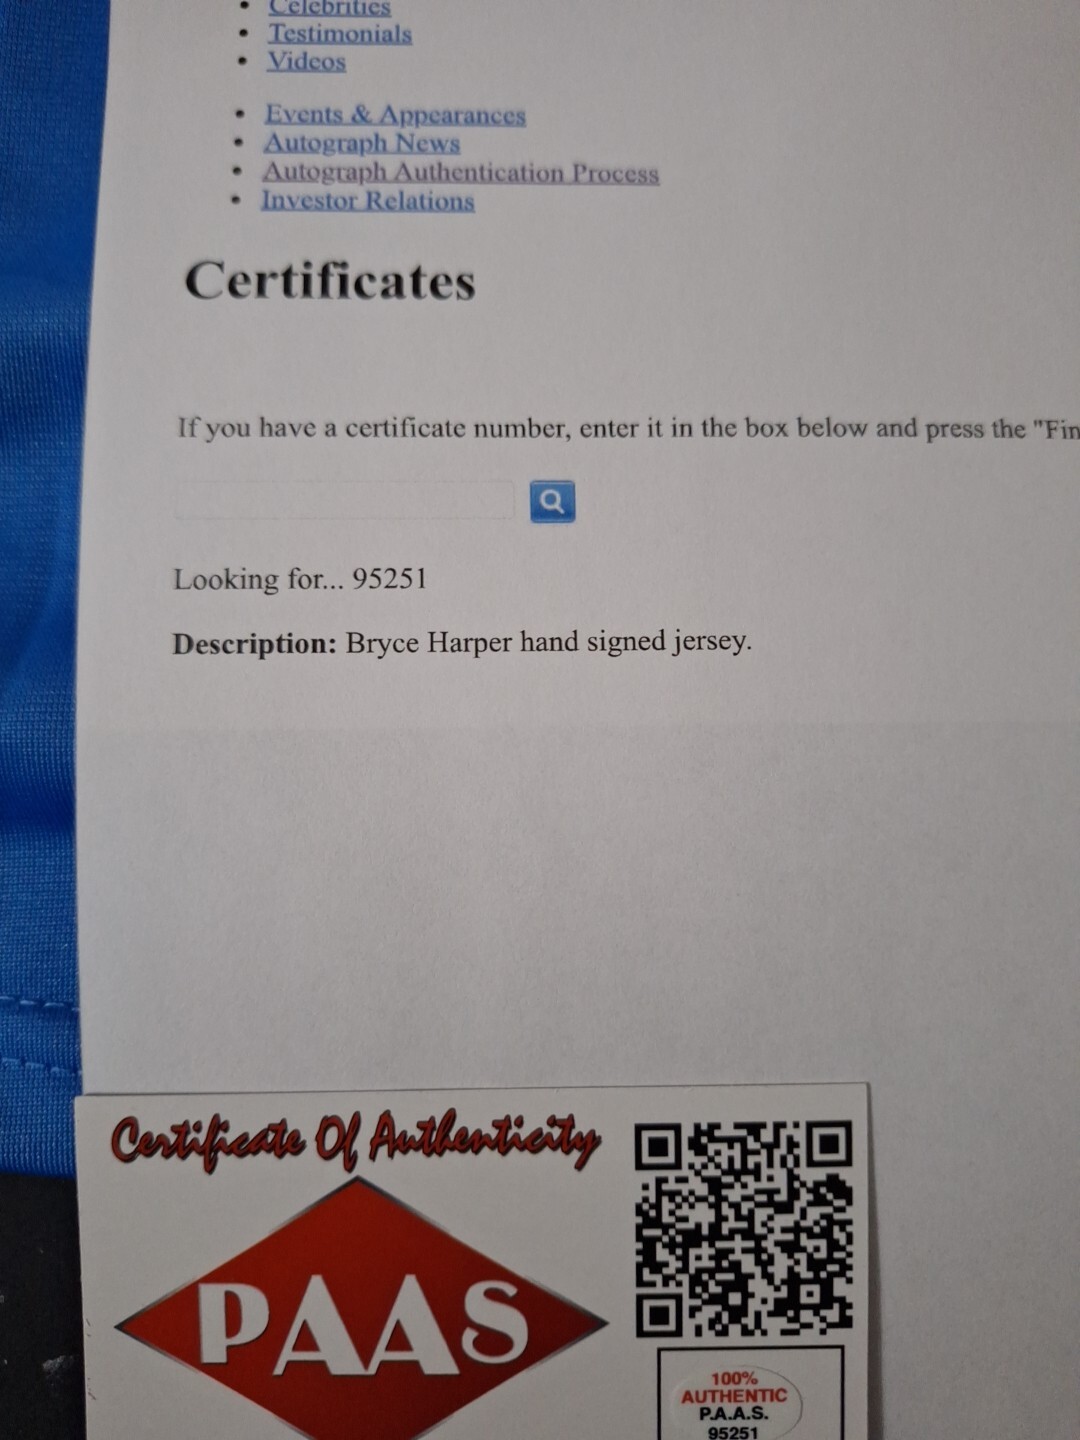 Celebrities
Testimonials
Videos
Events & Appearances
Autograph News
Autograph Authentication Process
Investor Relations
Certificates
If you have a certificate number, enter it in the box below and press the "Fin
Looking for... 95251
Description: Bryce Harper hand signed jersey.
Certificate Of Authenticity
PAAS
100%
AUTHENTIC
P.A.A.S.
95251